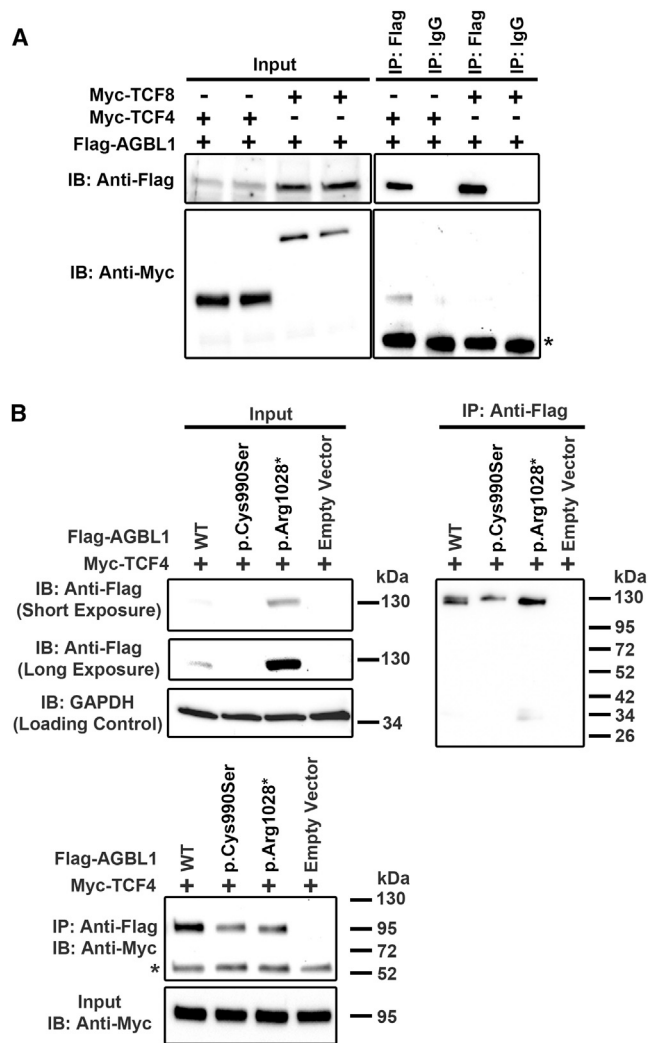 A
Input
IP: Flag
IP: IgG
IP: Flag
IP: IgG
Myc-TCF8 - - + + - - + +
Myc-TCF4 + + - - + + - -
Flag-AGBL1 + + + + + + + +
IB: Anti-Flag
IB: Anti-Myc
*
B
Input
Flag-AGBL1
WT
p.Cys990Ser
p.Arg1028*
Empty Vector
Myc-TCF4 + + + +
kDa
IB: Anti-Flag
(Short Exposure)
130
IB: Anti-Flag
(Long Exposure)
130
IB: GAPDH
(Loading Control)
34
IP: Anti-Flag
WT
p.Cys990Ser
p.Arg1028*
Empty Vector
+ + + +
kDa
130
95
72
52
42
34
26
Flag-AGBL1
WT
p.Cys990Ser
p.Arg1028*
Empty Vector
Myc-TCF4 + + + +
kDa
130
IP: Anti-Flag
IB: Anti-Myc
95
72
*
52
Input
IB: Anti-Myc
95